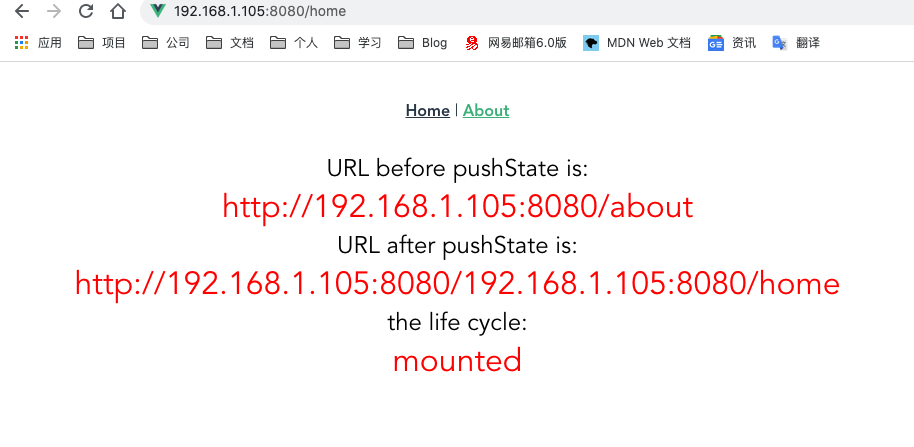 192.168.1.105:8080/home
应用 项目 公司 文档 个人 学习 Blog 网易邮箱6.0版 MDN Web 文档 资讯 翻译
Home | About
URL before pushState is:
http://192.168.1.105:8080/about
URL after pushState is:
http://192.168.1.105:8080/192.168.1.105:8080/home
the life cycle:
mounted